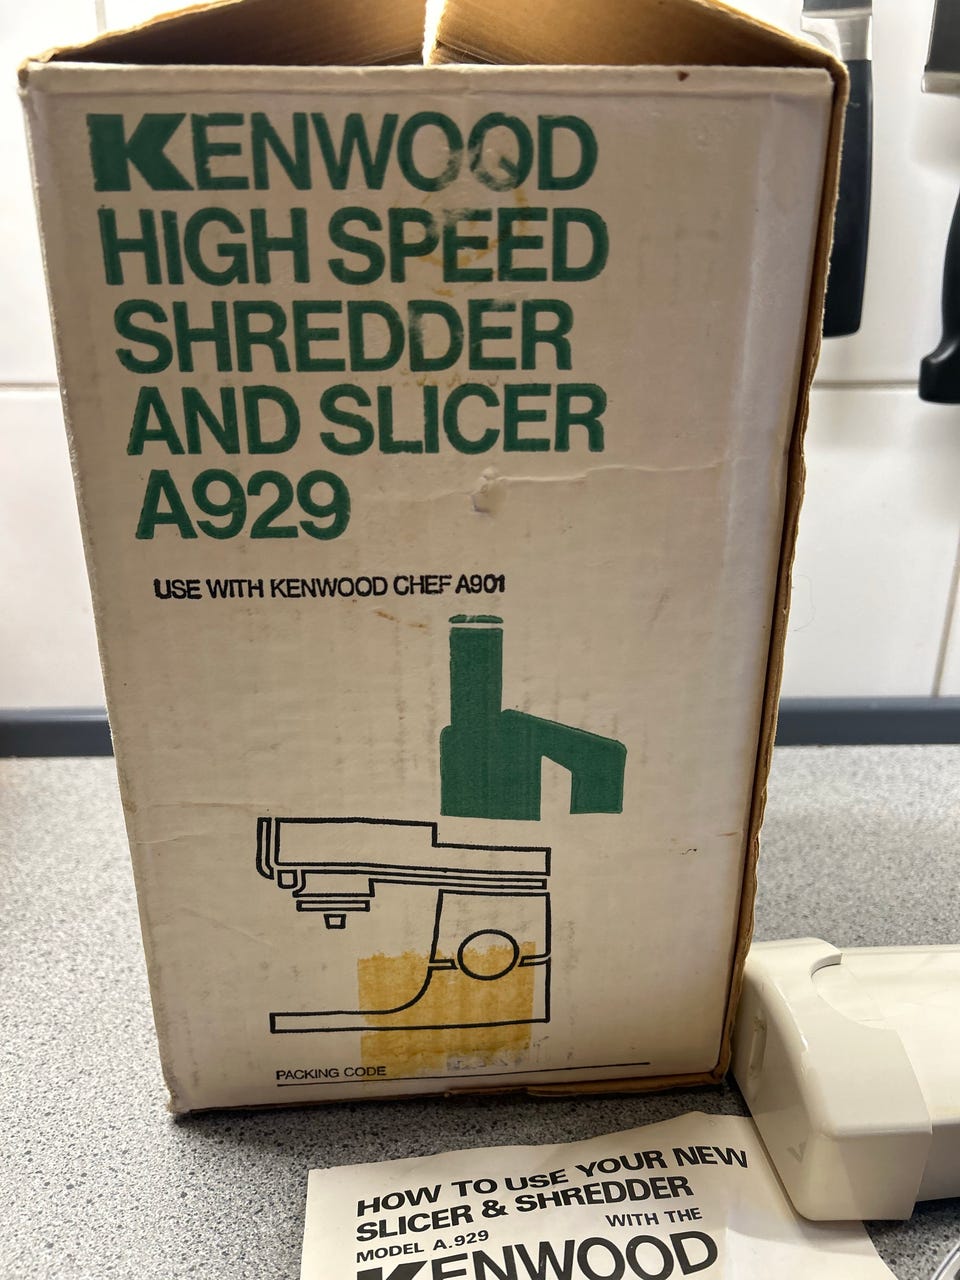 KENWOOD
HIGH SPEED
SHREDDER
AND SLICER
A929
USE WITH KENWOOD CHEF A901
PACKING CODE
HOW TO USE YOUR NEW
SLICER & SHREDDER
MODEL A.929
WITH THE
KENWOOD